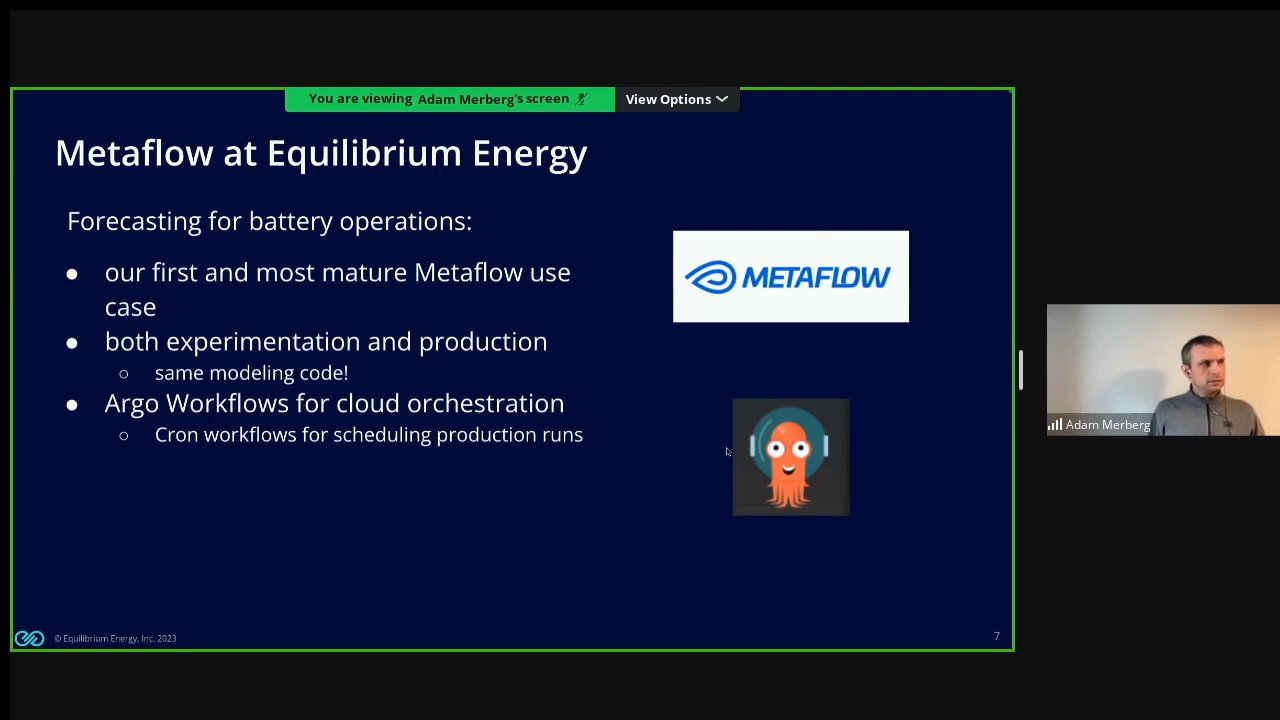 You are viewing Adam Merberg's screen
View Options
Metaflow at Equilibrium Energy
Forecasting for battery operations:
● our first and most mature Metaflow use
case
● both experimentation and production
○ same modeling code!
● Argo Workflows for cloud orchestration
○ Cron workflows for scheduling production runs
METAFLOW
Adam Merberg
© Equilibrium Energy, Inc. 2023
7